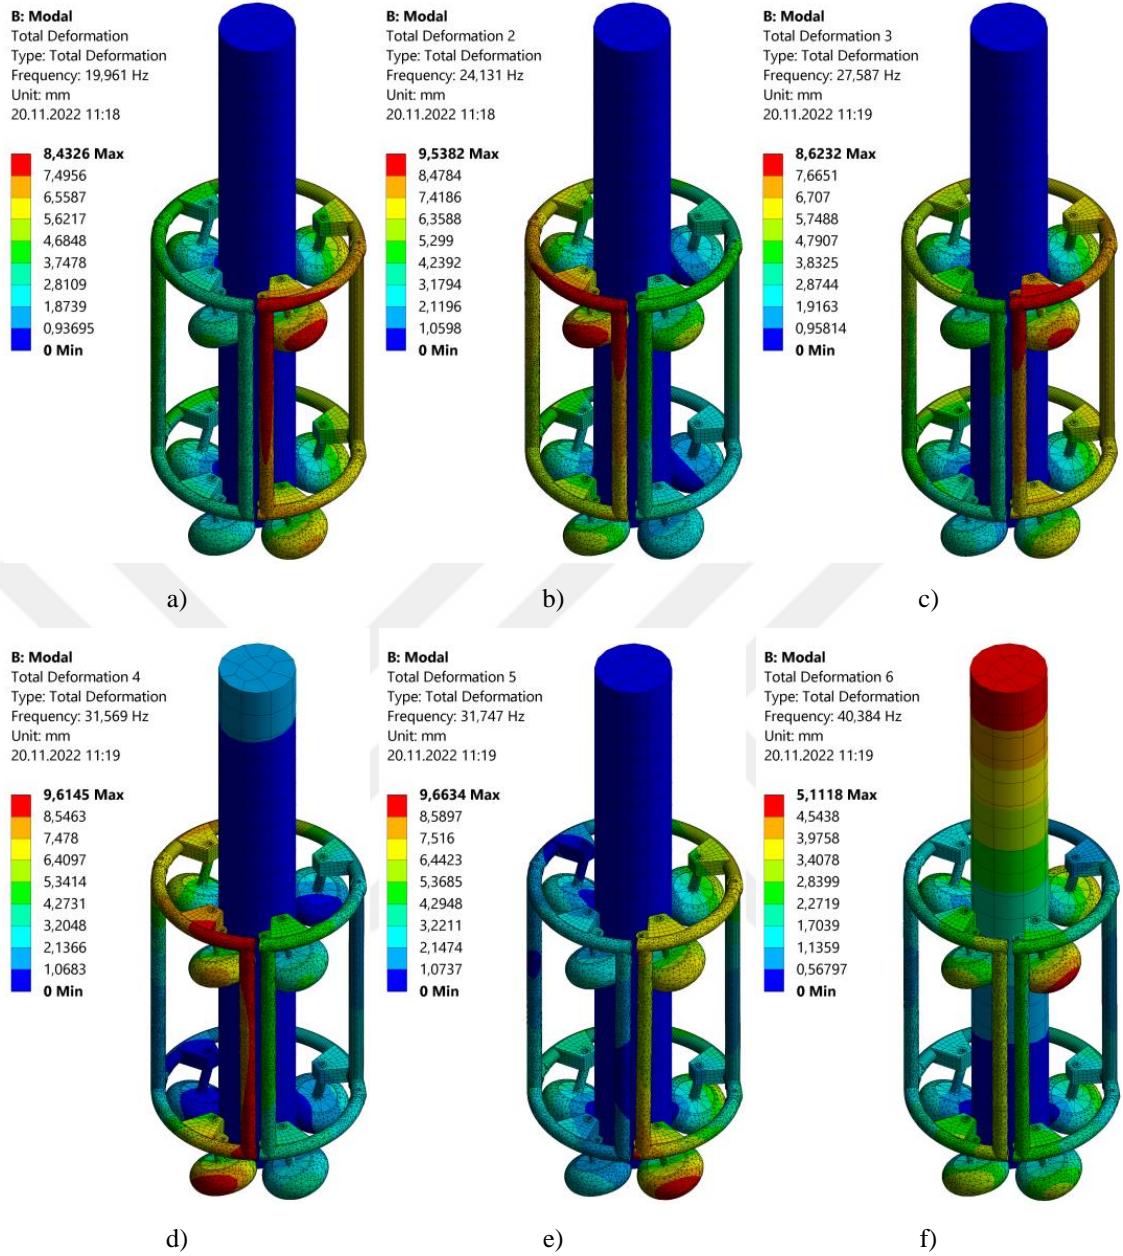 B: Modal
Total Deformation
Type: Total Deformation
Frequency: 19,961 Hz
Unit: mm
20.11.2022 11:18
8,4326 Max
7,4956
6,5587
5,6217
4,6848
3,7478
2,8109
1,8739
0,93695
0 Min
a)
B: Modal
Total Deformation 2
Type: Total Deformation
Frequency: 24,131 Hz
Unit: mm
20.11.2022 11:18
9,5382 Max
8,4784
7,4186
6,3588
5,299
4,2392
3,1794
2,1196
1,0598
0 Min
b)
B: Modal
Total Deformation 3
Type: Total Deformation
Frequency: 27,587 Hz
Unit: mm
20.11.2022 11:19
8,6232 Max
7,6651
6,707
5,7488
4,7907
3,8325
2,8744
1,9163
0,95814
0 Min
c)
B: Modal
Total Deformation 4
Type: Total Deformation
Frequency: 31,569 Hz
Unit: mm
20.11.2022 11:19
9,6145 Max
8,5463
7,478
6,4097
5,3414
4,2731
3,2048
2,1366
1,0683
0 Min
d)
B: Modal
Total Deformation 5
Type: Total Deformation
Frequency: 31,747 Hz
Unit: mm
20.11.2022 11:19
9,6634 Max
8,5897
7,516
6,4423
5,3685
4,2948
3,2211
2,1474
1,0737
0 Min
e)
B: Modal
Total Deformation 6
Type: Total Deformation
Frequency: 40,384 Hz
Unit: mm
20.11.2022 11:19
5,1118 Max
4,5438
3,9758
3,4078
2,8399
2,2719
1,7039
1,1359
0,56797
0 Min
f)